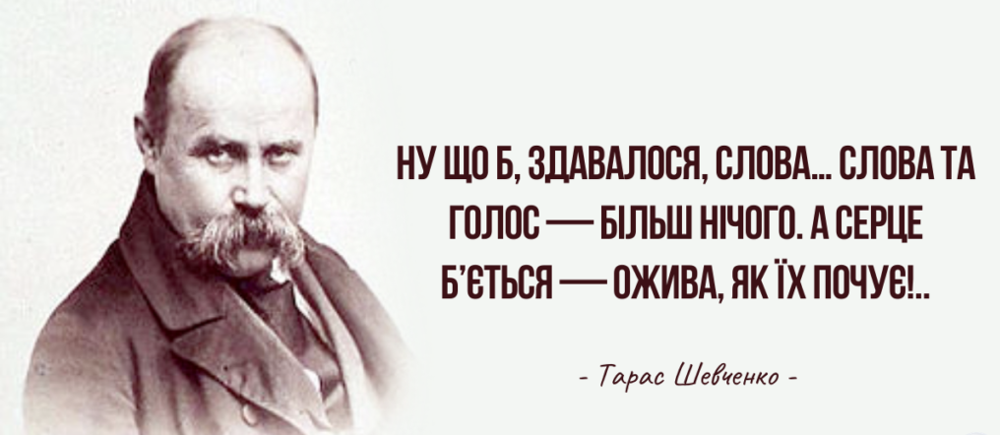 НУ ЩО Б, ЗДАВАЛОСЯ, СЛОВА... СЛОВА ТА
ГОЛОС — БІЛЬШ НІЧОГО. А СЕРЦЕ
Б’ЄТЬСЯ — ОЖИВА, ЯК ЇХ ПОЧУЄ!..
- Тарас Шевченко -